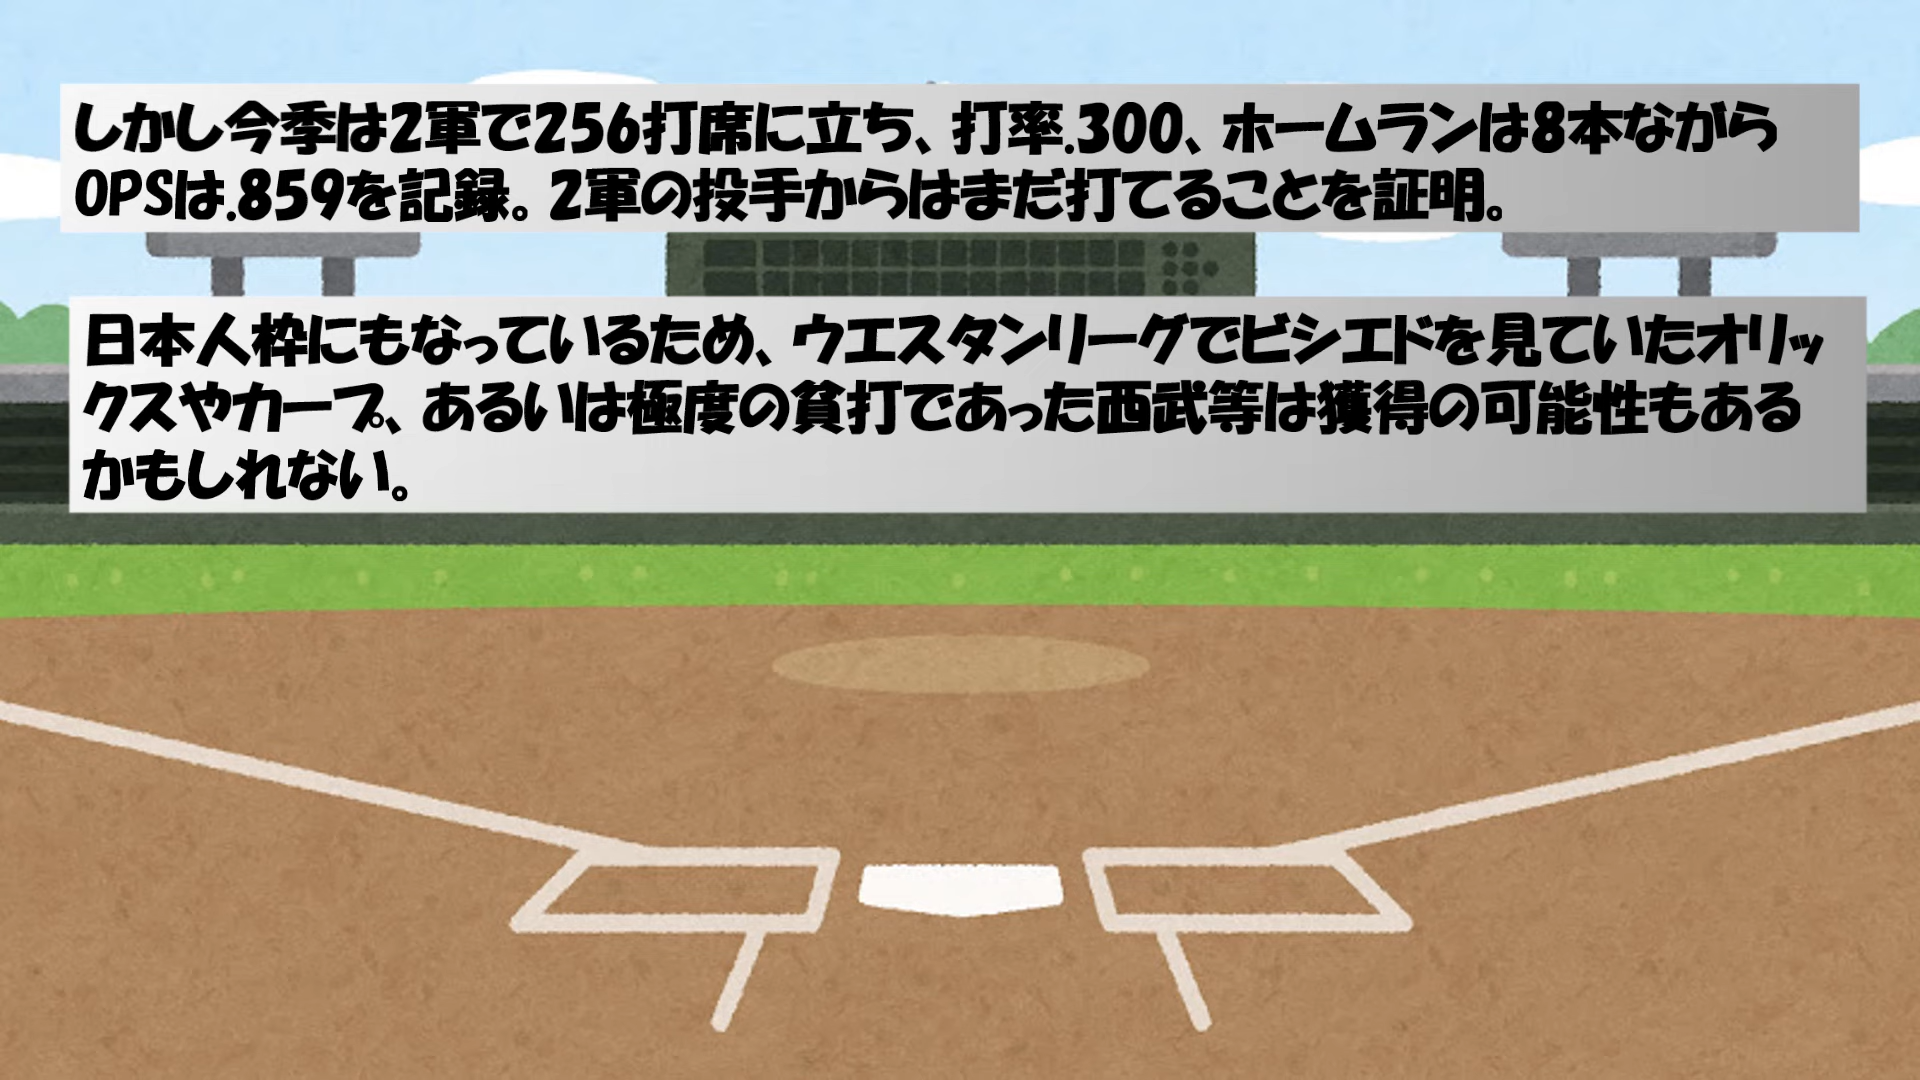 しかし今季は2軍で256打席に立ち、打率.300、ホームランは8本ながら
OPSは.859を記録。2軍の投手からはまだ打てることを証明。
日本人枠にもなっているため、ウエスタンリーグでビシエドを見ていたオリッ
クスやカープ、あるいは極度の貧打であった西武等は獲得の可能性もある
かもしれない。